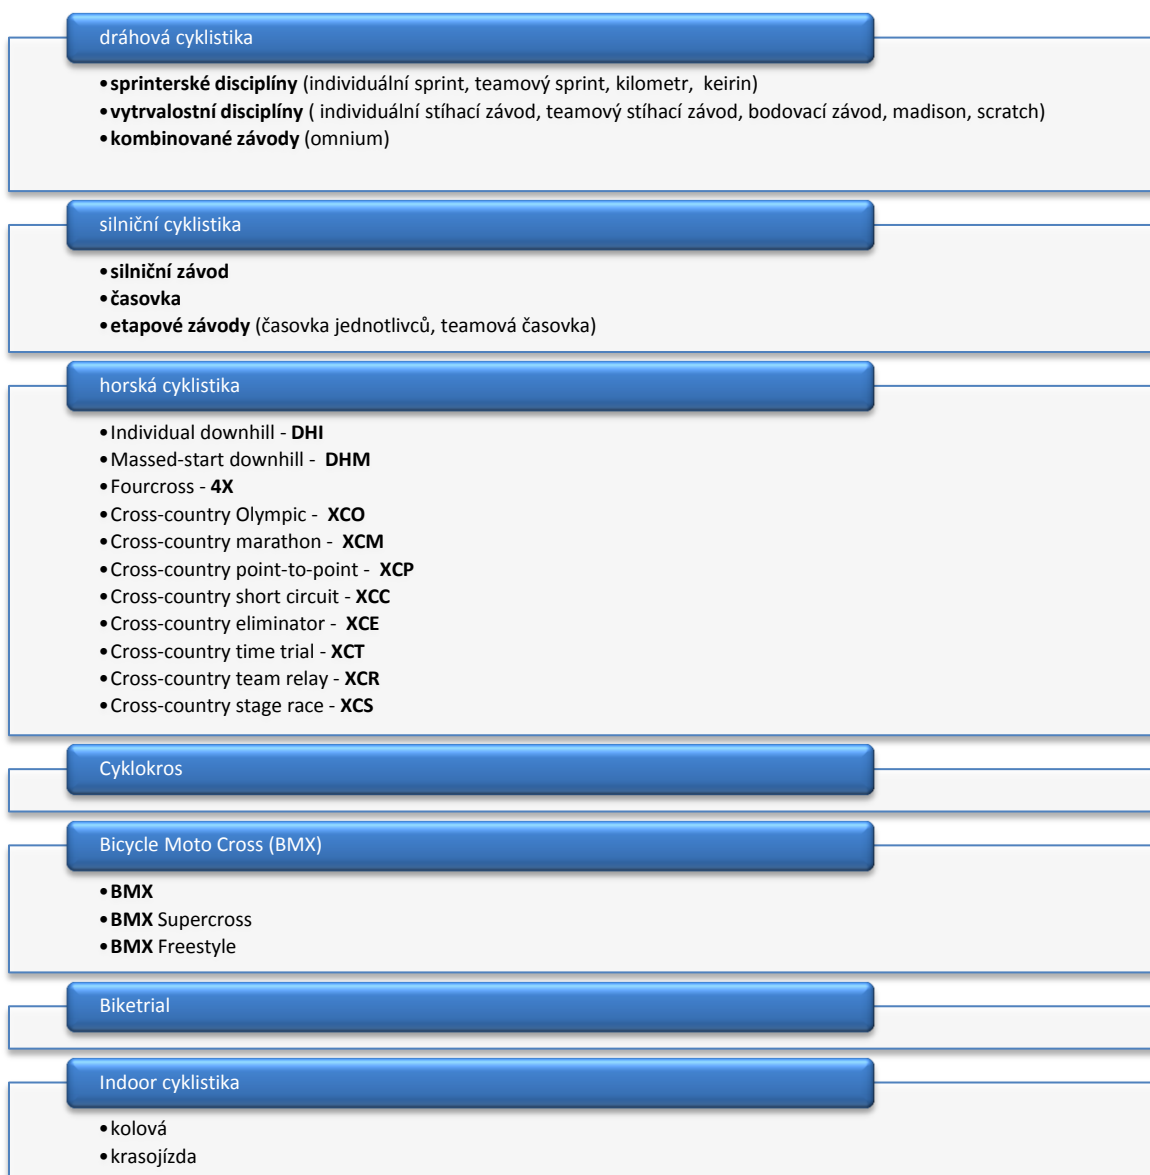 dráhová cyklistika
•sprinterské disciplíny (individuální sprint, teamový sprint, kilometr, keirin)
•vytrvalostní disciplíny ( individuální stíhací závod, teamový stíhací závod, bodovací závod, madison, scratch)
•kombinované závody (omnium)
silniční cyklistika
•silniční závod
•časovka
•etapové závody (časovka jednotlivců, teamová časovka)
horská cyklistika
•Individual downhill - DHI
•Massed-start downhill - DHM
•Fourcross - 4X
•Cross-country Olympic - XCO
•Cross-country marathon - XCM
•Cross-country point-to-point - XCP
•Cross-country short circuit - XCC
•Cross-country eliminator - XCE
•Cross-country time trial - XCT
•Cross-country team relay - XCR
•Cross-country stage race - XCS
Cyklokros
Bicycle Moto Cross (BMX)
•BMX
•BMX Supercross
•BMX Freestyle
Biketrial
Indoor cyklistika
•kolová
•krasojízda